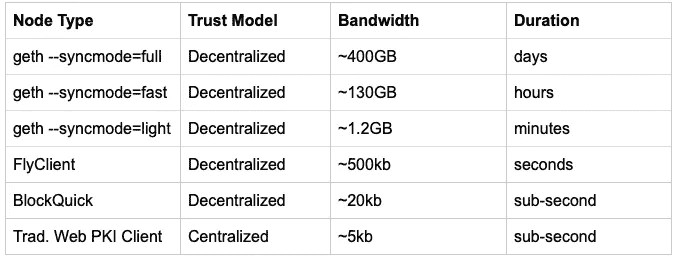 Node Type Trust Model Bandwidth Duration
geth --syncmode=full Decentralized ~400GB days
geth --syncmode=fast Decentralized ~130GB hours
geth --syncmode=light Decentralized ~1.2GB minutes
FlyClient Decentralized ~500kb seconds
BlockQuick Decentralized ~20kb sub-second
Trad. Web PKI Client Centralized ~5kb sub-second